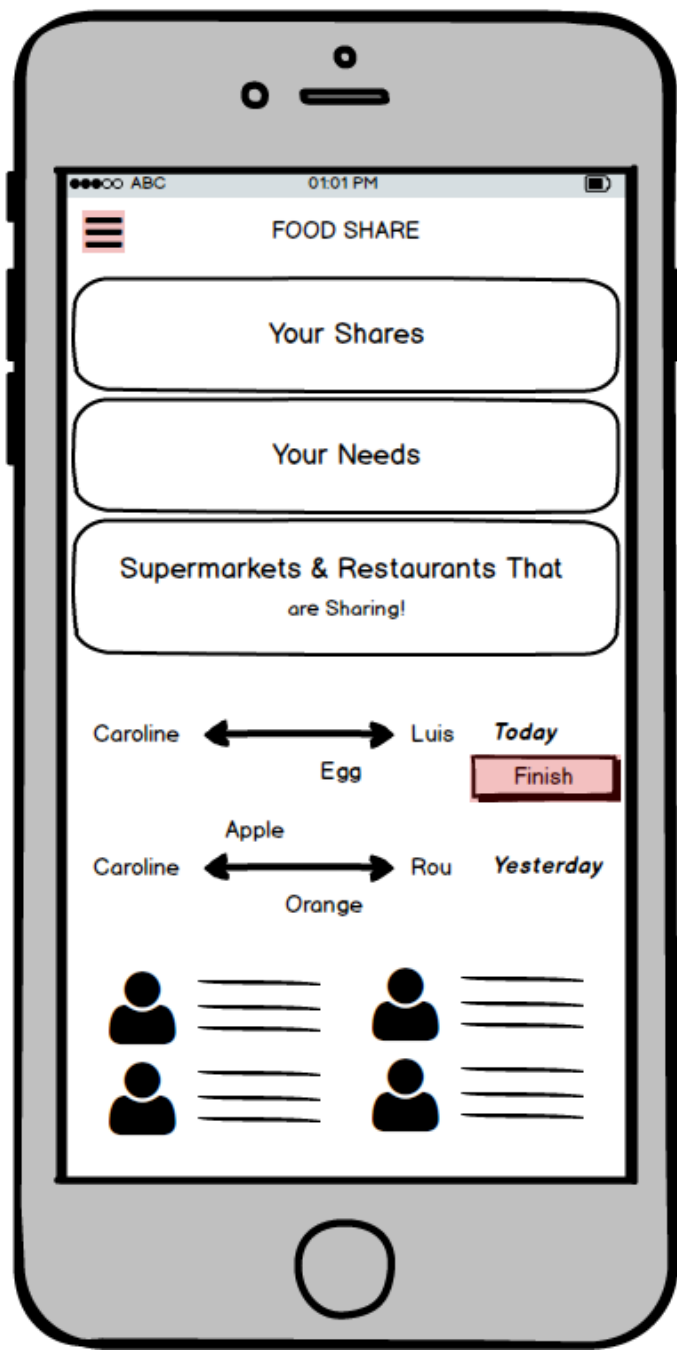 ABC 01:01 PM
FOOD SHARE
Your Shares
Your Needs
Supermarkets & Restaurants That
are Sharing!
Caroline Luis Today
Egg Finish
Apple
Caroline Rou Yesterday
Orange